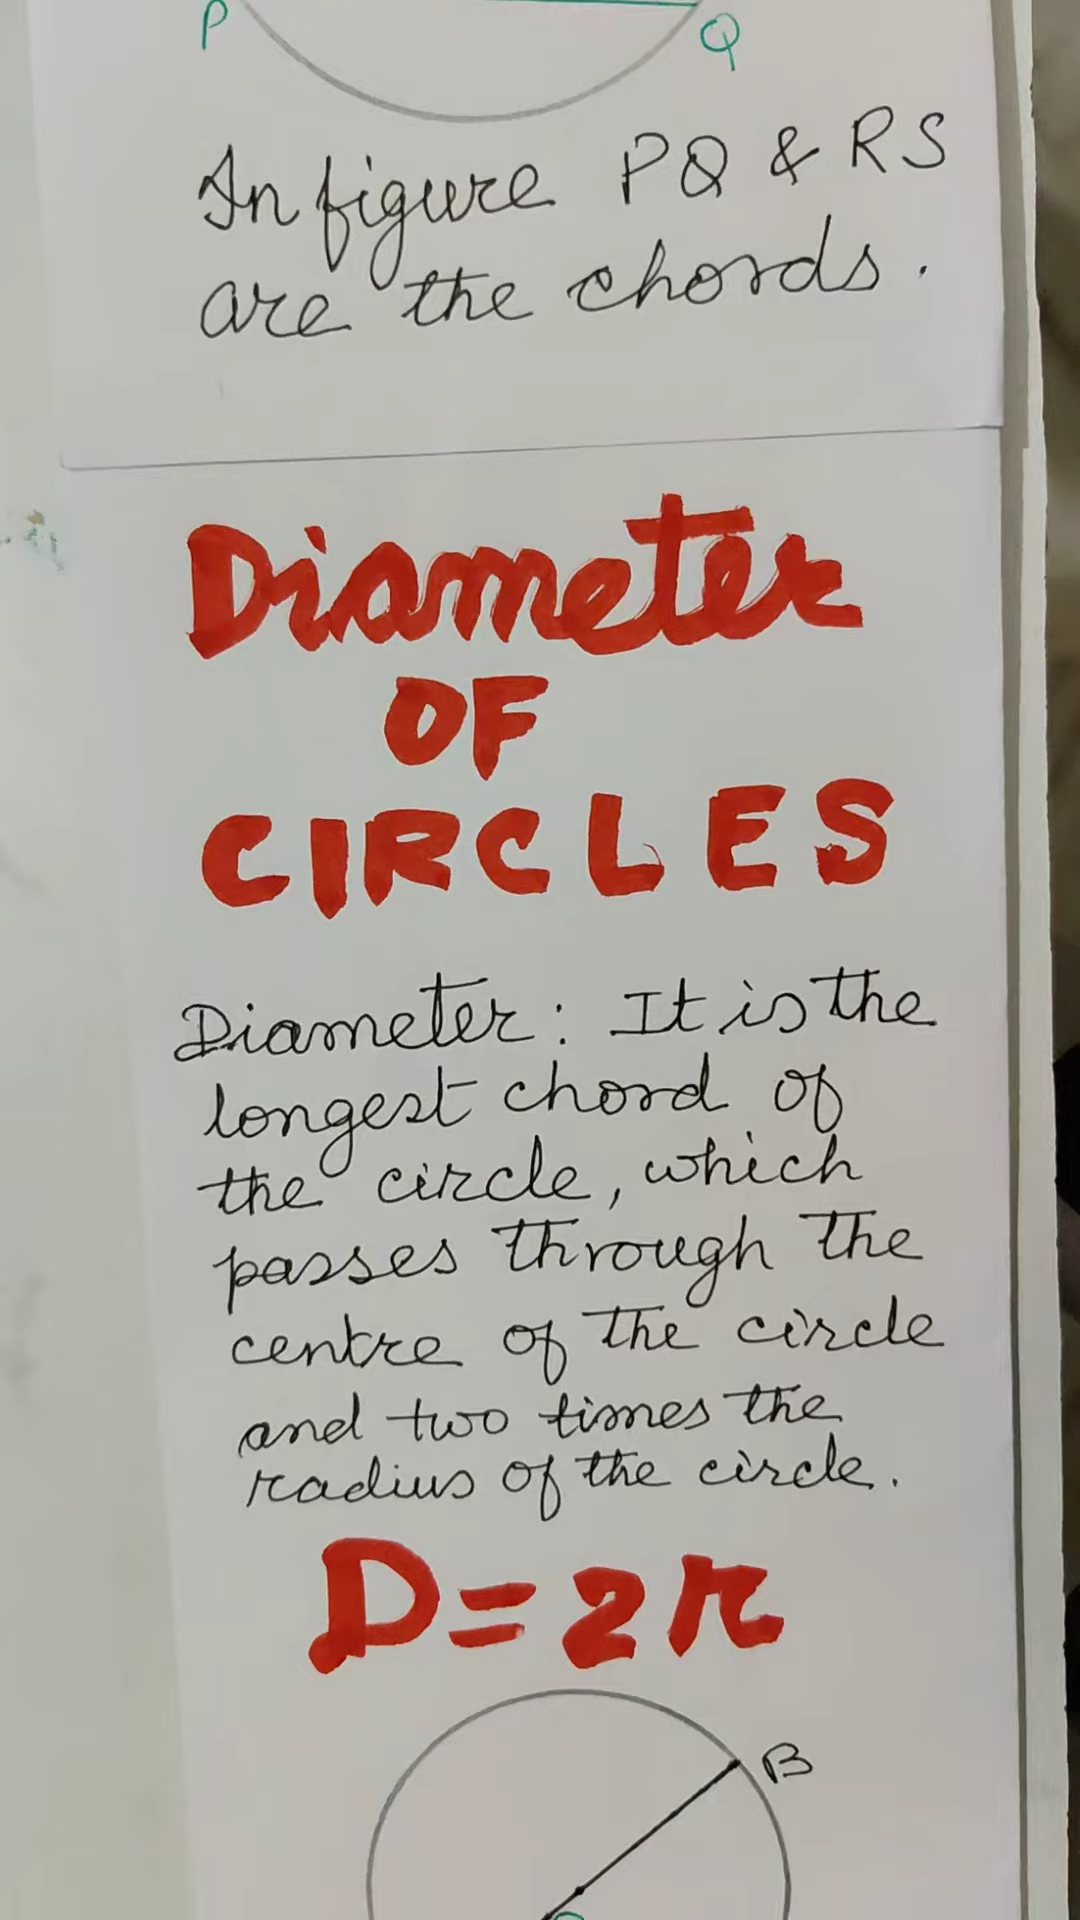 P Q
In figure PQ & RS
are the chords.
Diameter
OF
CIRCLES
Diameter: It is the
longest chord of
the circle, which
passes through the
centre of the circle
and two times the
radius of the circle.
D=2r
B